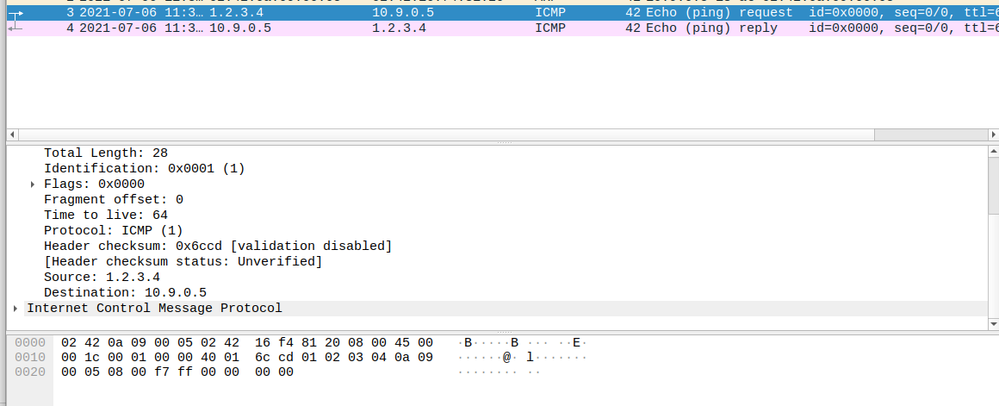 3 2021-07-06 11:3… 1.2.3.4 10.9.0.5 ICMP 42 Echo (ping) request id=0x0000, seq=0/0, ttl=6
4 2021-07-06 11:3… 10.9.0.5 1.2.3.4 ICMP 42 Echo (ping) reply id=0x0000, seq=0/0, ttl=6
Total Length: 28
Identification: 0x0001 (1)
Flags: 0x0000
Fragment offset: 0
Time to live: 64
Protocol: ICMP (1)
Header checksum: 0x6ccd [validation disabled]
[Header checksum status: Unverified]
Source: 1.2.3.4
Destination: 10.9.0.5
Internet Control Message Protocol
0000 02 42 0a 09 00 05 02 42 16 f4 81 20 08 00 45 00 ·B·····B ··· ··E·
0010 00 1c 00 01 00 00 40 01 6c cd 01 02 03 04 0a 09 ······@· l·······
0020 00 05 08 00 f7 ff 00 00 00 00 ········ ··